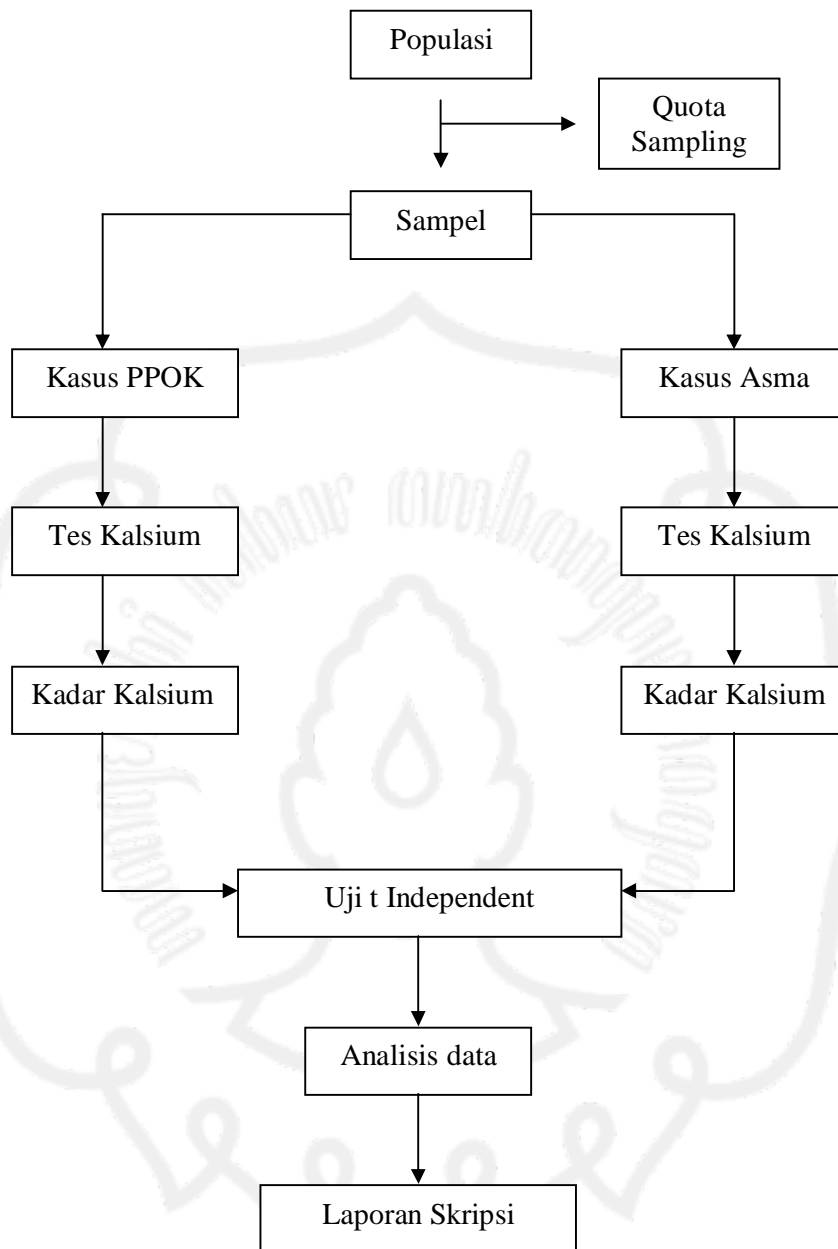 Populasi
Quota
Sampling
Sampel
Kasus PPOK
Kasus Asma
Tes Kalsium
Tes Kalsium
Kadar Kalsium
Kadar Kalsium
Uji t Independent
Analisis data
Laporan Skripsi